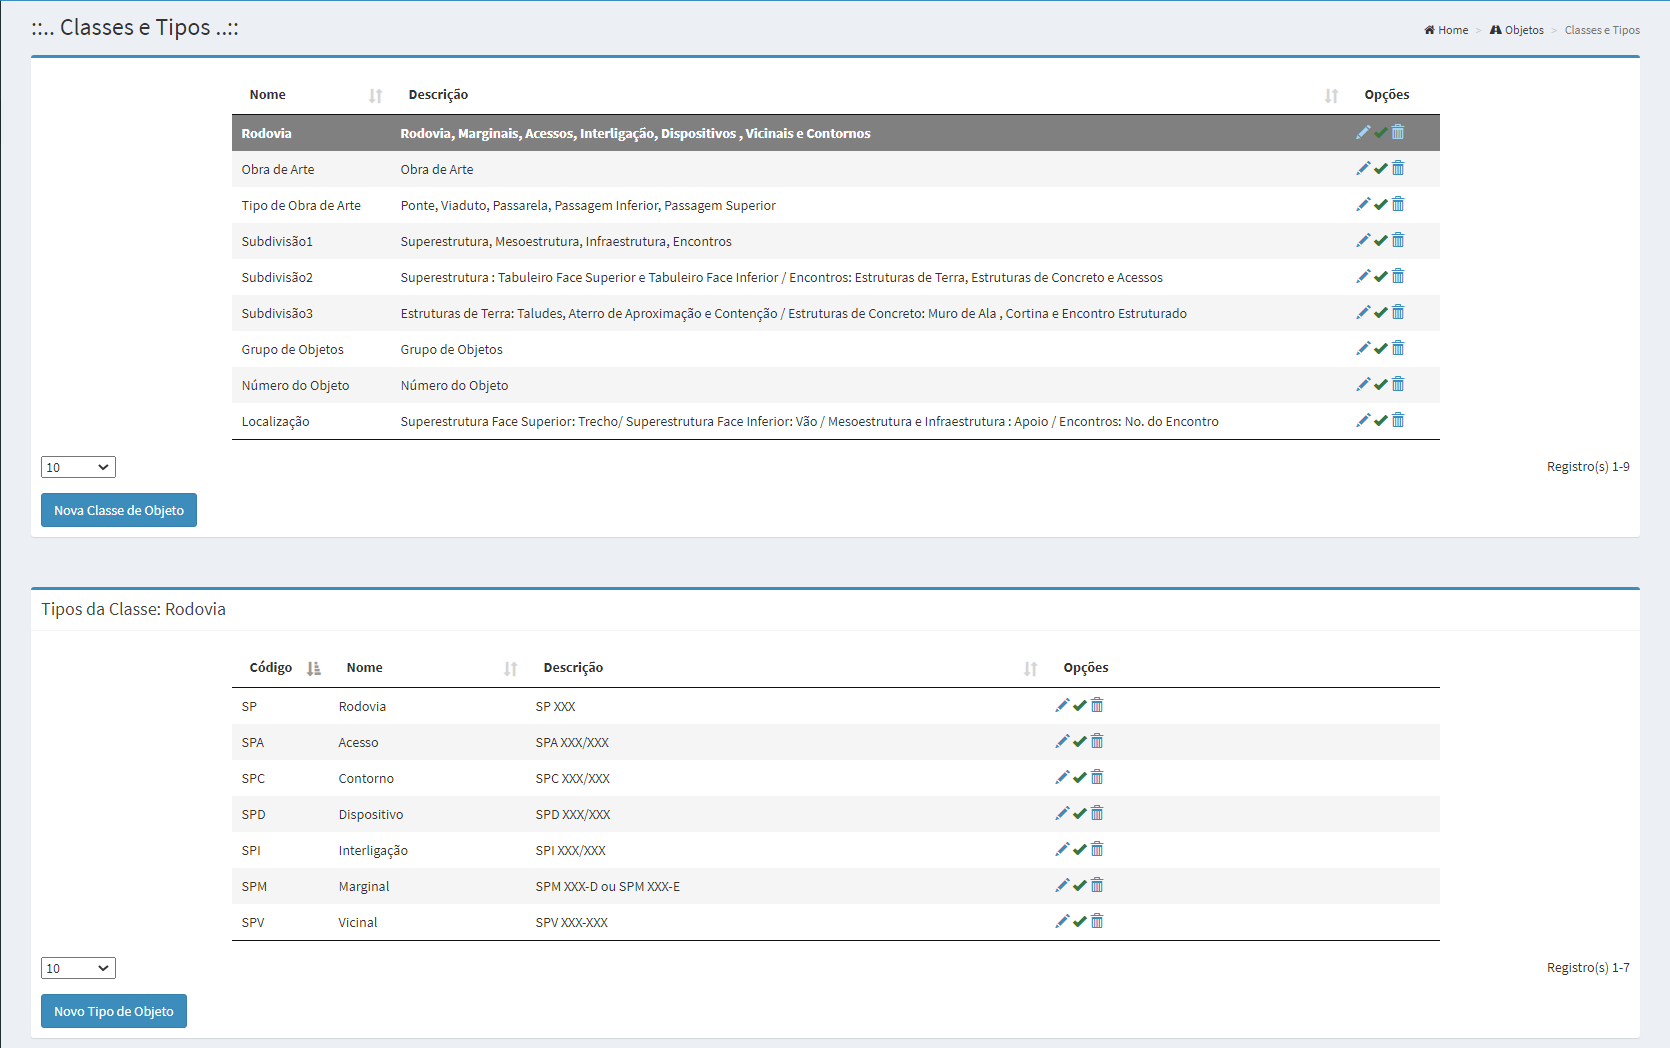 ::.. Classes e Tipos ..::
Home > Objetos > Classes e Tipos
Nome Descrição Opções
Rodovia Rodovia, Marginais, Acessos, Interligação, Dispositivos , Vicinais e Contornos
Obra de Arte Obra de Arte
Tipo de Obra de Arte Ponte, Viaduto, Passarela, Passagem Inferior, Passagem Superior
Subdivisão1 Superestrutura, Mesoestrutura, Infraestrutura, Encontros
Subdivisão2 Superestrutura : Tabuleiro Face Superior e Tabuleiro Face Inferior / Encontros: Estruturas de Terra, Estruturas de Concreto e Acessos
Subdivisão3 Estruturas de Terra: Taludes, Aterro de Aproximação e Contenção / Estruturas de Concreto: Muro de Ala , Cortina e Encontro Estruturado
Grupo de Objetos Grupo de Objetos
Número do Objeto Número do Objeto
Localização Superestrutura Face Superior: Trecho/ Superestrutura Face Inferior: Vão / Mesoestrutura e Infraestrutura : Apoio / Encontros: No. do Encontro
10 Registro(s) 1-9
Nova Classe de Objeto
Tipos da Classe: Rodovia
Código Nome Descrição Opções
SP Rodovia SP XXX
SPA Acesso SPA XXX/XXX
SPC Contorno SPC XXX/XXX
SPD Dispositivo SPD XXX/XXX
SPI Interligação SPI XXX/XXX
SPM Marginal SPM XXX-D ou SPM XXX-E
SPV Vicinal SPV XXX-XXX
10 Registro(s) 1-7
Novo Tipo de Objeto